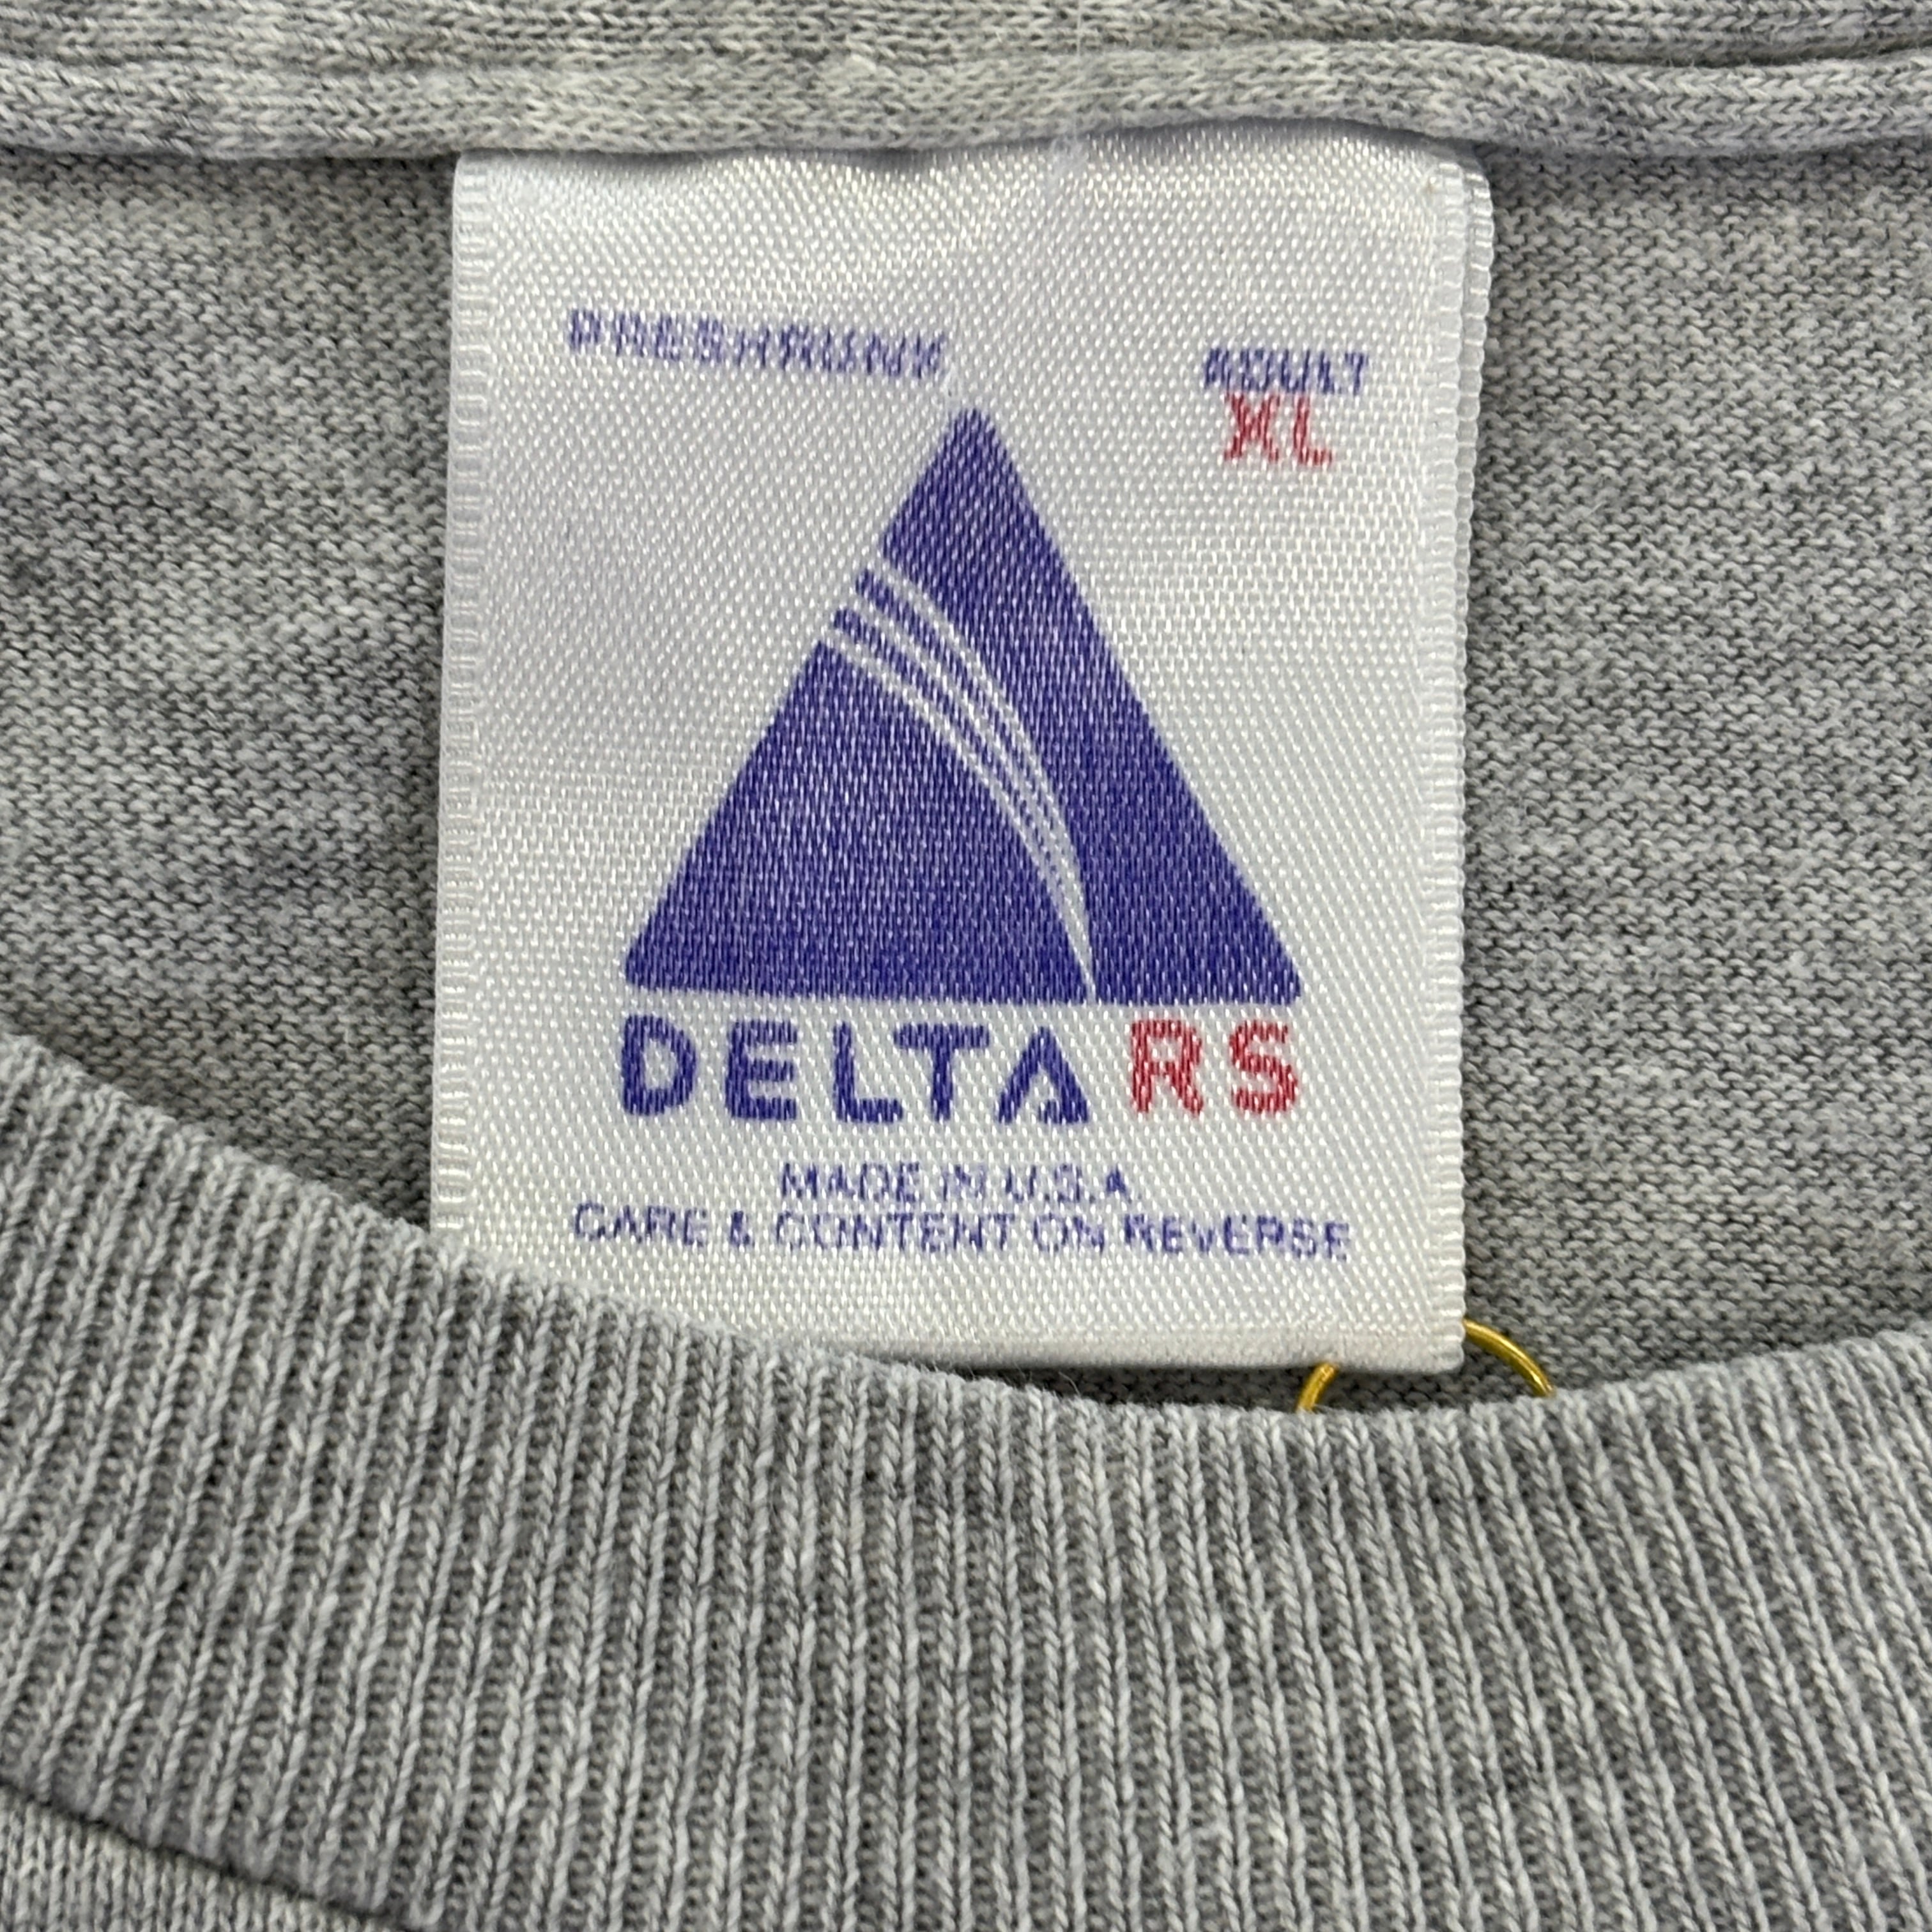 PRESHRUNK
ADULT
XL
DELTA RS
MADE IN U.S.A.
CARE & CONTENT ON REVERSE